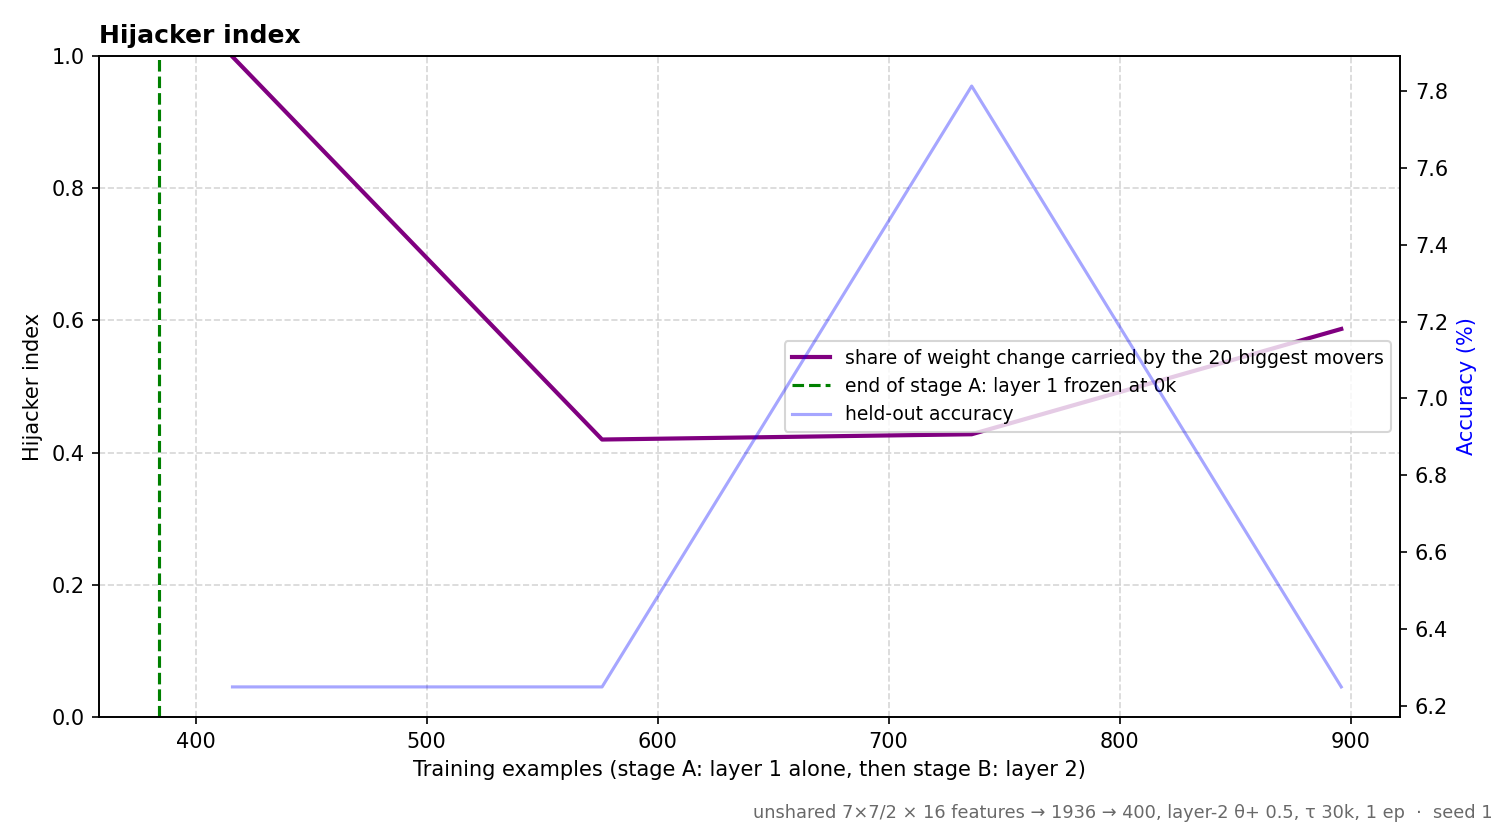 Hijacker index
1.0
0.8
0.6
0.4
0.2
0.0
Hijacker index
7.8
7.6
7.4
7.2
7.0
6.8
6.6
6.4
6.2
Accuracy (%)
share of weight change carried by the 20 biggest movers
end of stage A: layer 1 frozen at 0k
held-out accuracy
400 500 600 700 800 900
Training examples (stage A: layer 1 alone, then stage B: layer 2)
unshared 7×7/2 × 16 features → 1936 → 400, layer-2 θ+ 0.5, τ 30k, 1 ep · seed 1